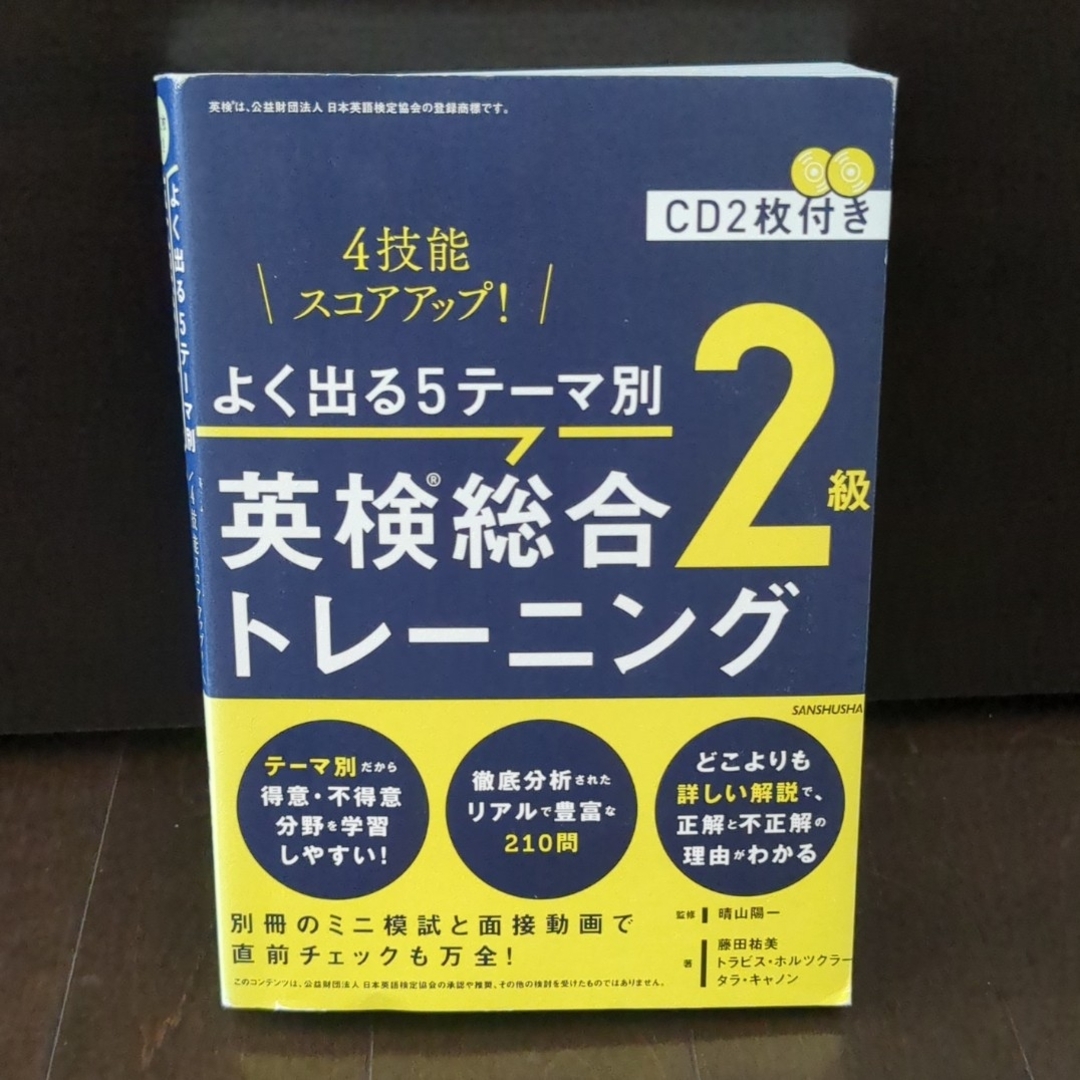 英検®は、公益財団法人 日本英語検定協会の登録商標です。
CD2枚付き
4技能
スコアアップ！
よく出る5テーマ別
英検®総合
2級
トレーニング
SANSHUSHA
テーマ別だから
得意・不得意
分野を学習
しやすい！
徹底分析された
リアルで豊富な
210問
どこよりも
詳しい解説で、
正解と不正解の
理由がわかる
別冊のミニ模試と面接動画で
直前チェックも万全！
監修 晴山陽一
著 藤田祐美
トラビス・ホルツクラー
タラ・キャノン
このコンテンツは、公益財団法人 日本英語検定協会の承認や推奨、その他の検討を受けたものではありません。
よく出る5テーマ別